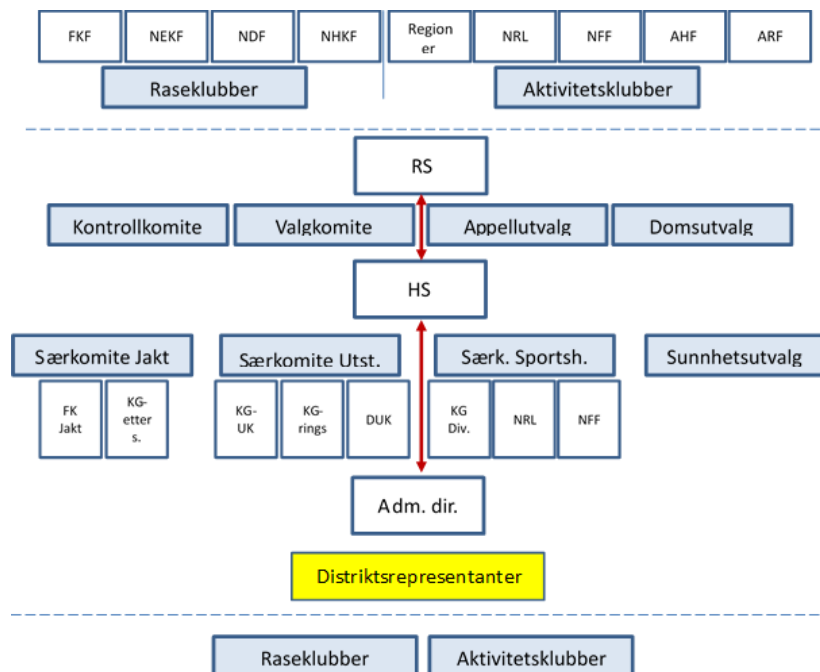 FKF
NEKF
NDF
NHKF
Region
er
NRL
NFF
AHF
ARF
Raseklubber
Aktivitetsklubber
RS
Kontrollkomite
Valgkomite
Appellutvalg
Domsutvalg
HS
Særkomite Jakt
Særkomite Utst.
Særk. Sportsh.
Sunnhetsutvalg
FK
Jakt
KG-
etter
s.
KG-
UK
KG-
rings
DUK
KG
Div.
NRL
NFF
Adm. dir.
Distriktsrepresentanter
Raseklubber
Aktivitetsklubber